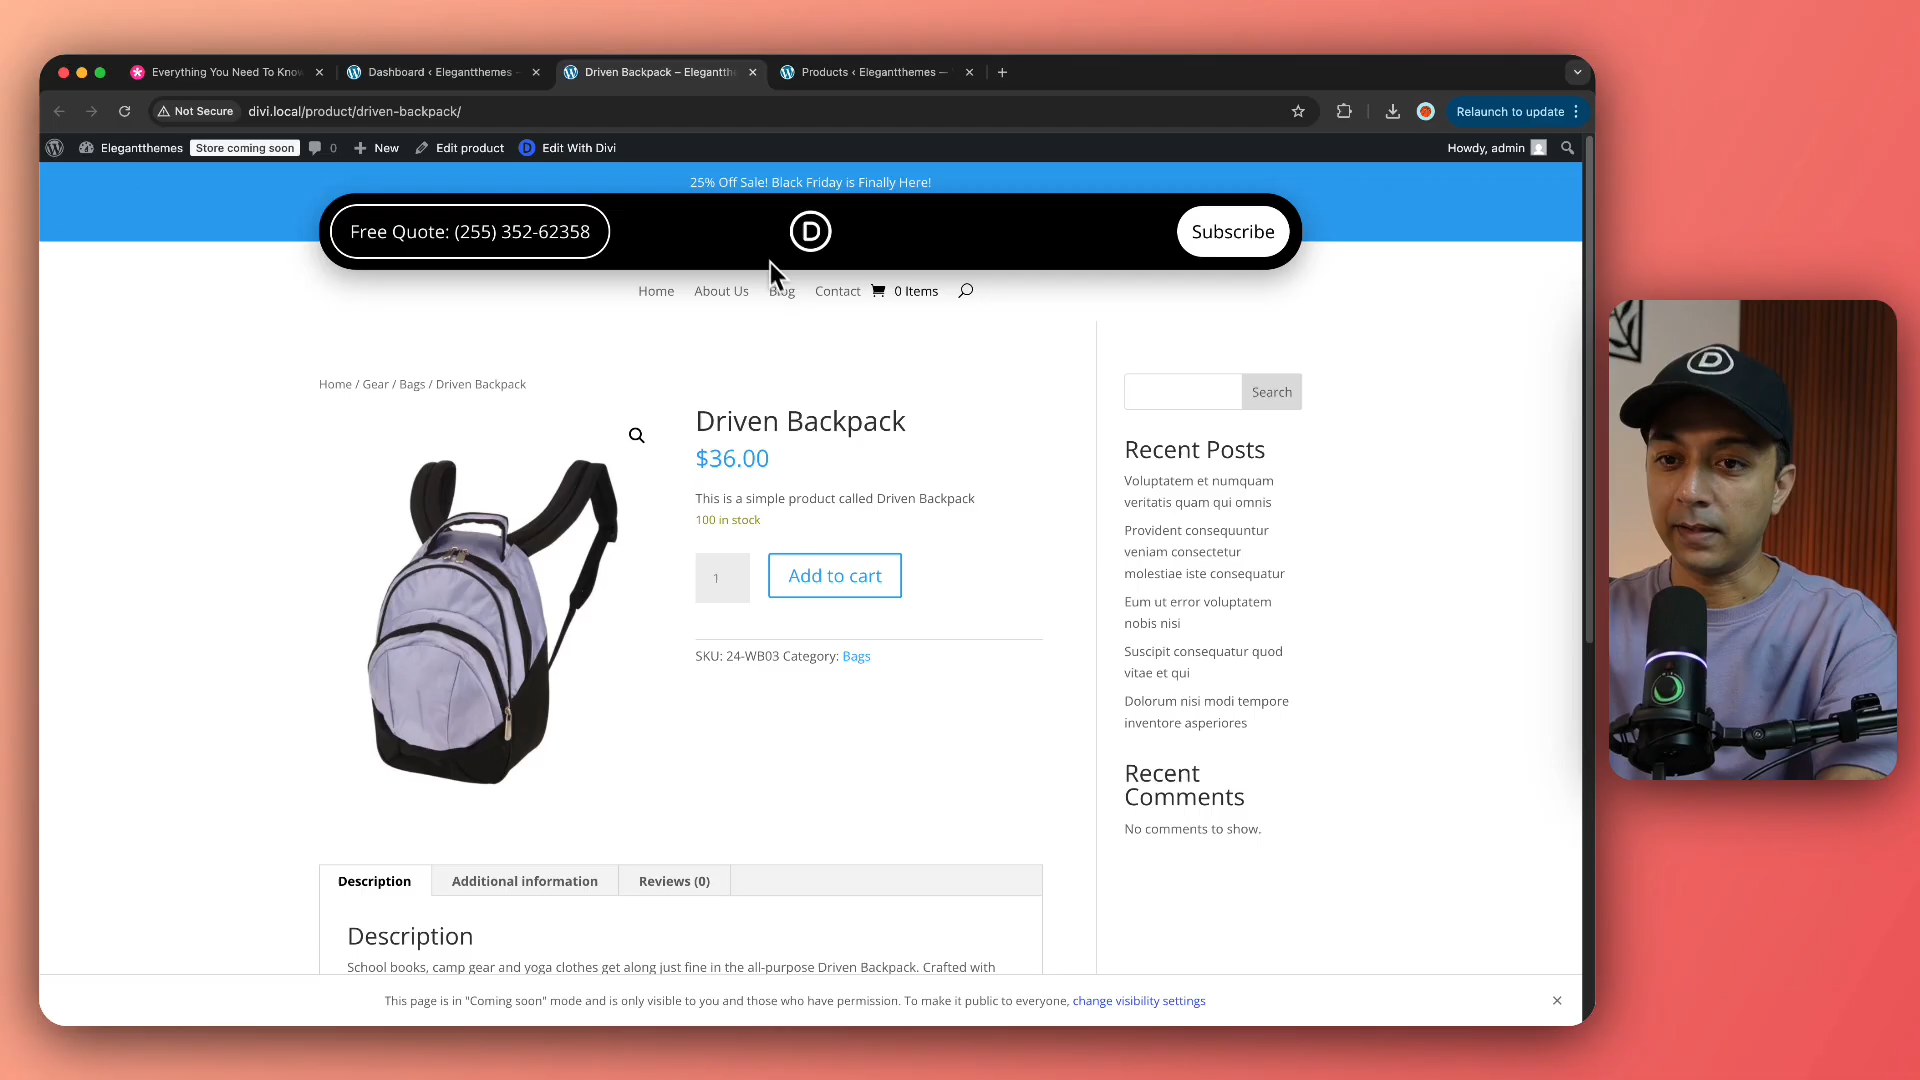 Everything You Need To Kno
Dashboard ‹ Elegantthemes –
Driven Backpack – Elegantthe
Products ‹ Elegantthemes —
Not Secure
divi.local/product/driven-backpack/
Relaunch to update
Elegantthemes
Store coming soon
0
New
Edit product
D
Edit With Divi
Howdy, admin
25% Off Sale! Black Friday is Finally Here!
Free Quote: (255) 352-62358
D
Subscribe
Home
About Us
Blog
Contact
0 Items
Home / Gear / Bags / Driven Backpack
Driven Backpack
$36.00
This is a simple product called Driven Backpack
100 in stock
1
Add to cart
SKU: 24-WB03 Category: Bags
Search
Recent Posts
Voluptatem et numquam
veritatis quam qui omnis
Provident consequuntur
veniam consectetur
molestiae iste consequatur
Eum ut error voluptatem
nobis nisi
Suscipit consequatur quod
vitae et qui
Dolorum nisi modi tempore
inventore asperiores
Recent
Comments
No comments to show.
Description
Additional information
Reviews (0)
Description
School books, camp gear and yoga clothes get along just fine in the all-purpose Driven Backpack. Crafted with
This page is in "Coming soon" mode and is only visible to you and those who have permission. To make it public to everyone, change visibility settings
D